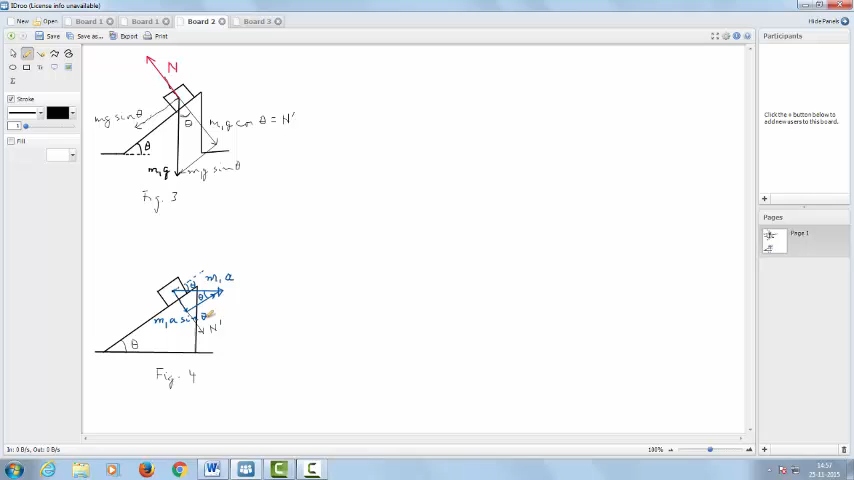 IDroo (License info unavailable)
New Open Board 1 Board 1 Board 2 Board 3 Hide Panels
Save Save as... Export Print
Stroke
1
Fill
N
mg sin θ
θ
m₁g cos θ = N'
θ
m₁g
m₁g sin θ
Fig. 3
θ
m₁a
θ
m₁a sin θ
N'
θ
Fig. 4
Participants
Click the + button below to add new users to this board.
Pages
Page 1
In: 0 B/s, Out: 0 B/s
100%
14:57
25-11-2015